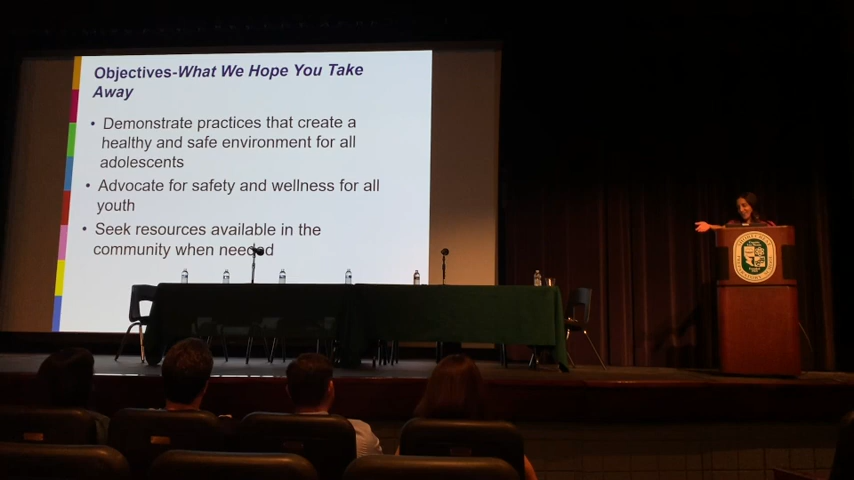 Objectives-What We Hope You Take
Away
• Demonstrate practices that create a
healthy and safe environment for all
adolescents
• Advocate for safety and wellness for all
youth
• Seek resources available in the
community when needed